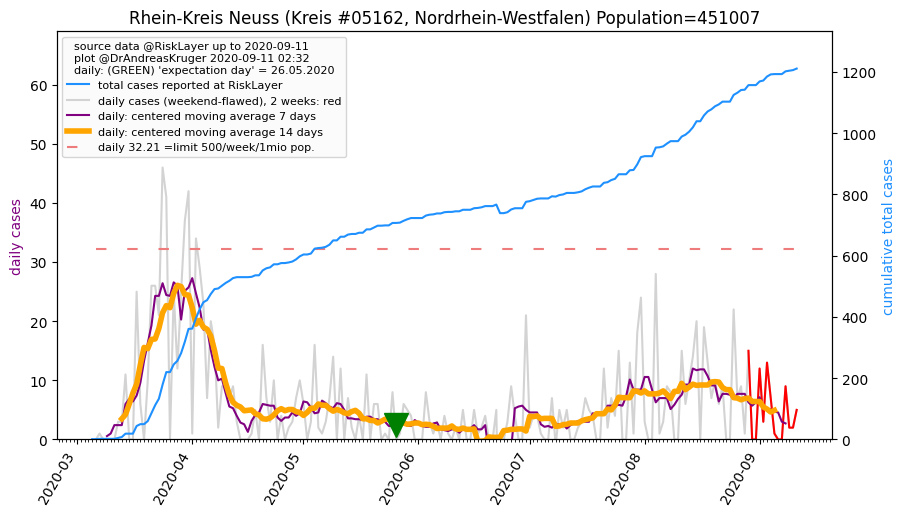 Rhein-Kreis Neuss (Kreis #05162, Nordrhein-Westfalen) Population=451007
source data @RiskLayer up to 2020-09-11
plot @DrAndreasKruger 2020-09-11 02:32
daily: (GREEN) 'expectation day' = 26.05.2020
total cases reported at RiskLayer
daily cases (weekend-flawed), 2 weeks: red
daily: centered moving average 7 days
daily: centered moving average 14 days
daily 32.21 =limit 500/week/1mio pop.
daily cases
60
50
40
30
20
10
0
cumulative total cases
1200
1000
800
600
400
200
0
2020-03
2020-04
2020-05
2020-06
2020-07
2020-08
2020-09